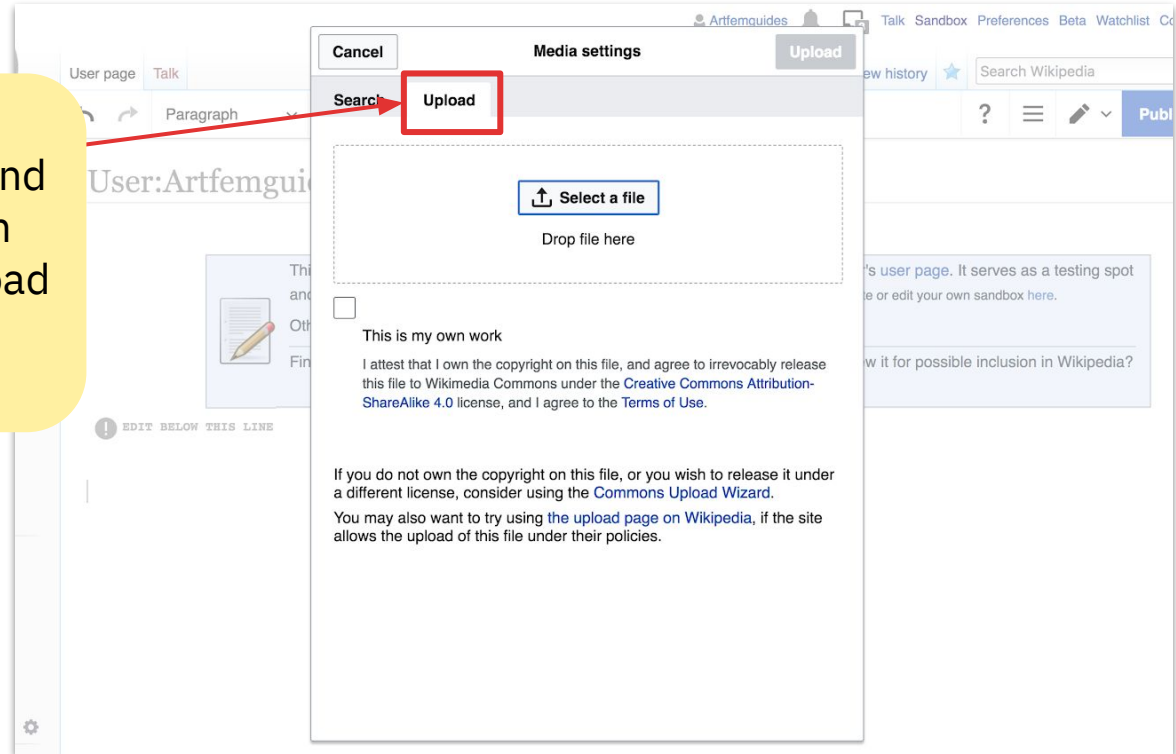 Artfemguides Talk Sandbox Preferences Beta Watchlist
Cancel Media settings Upload
User page Talk
history Search Wikipedia
Search Upload
Paragraph
?
User:
Select a file
Drop file here
's user page. It serves as a testing spot
or edit your own sandbox here.
This is my own work
I attest that I own the copyright on this file, and agree to irrevocably release
this file to Wikimedia Commons under the Creative Commons Attribution-
ShareAlike 4.0 license, and I agree to the Terms of Use.
it for possible inclusion in Wikipedia?
EDIT BELOW THIS LINE
If you do not own the copyright on this file, or you wish to release it under
a different license, consider using the Commons Upload Wizard.
You may also want to try using the upload page on Wikipedia, if the site
allows the upload of this file under their policies.